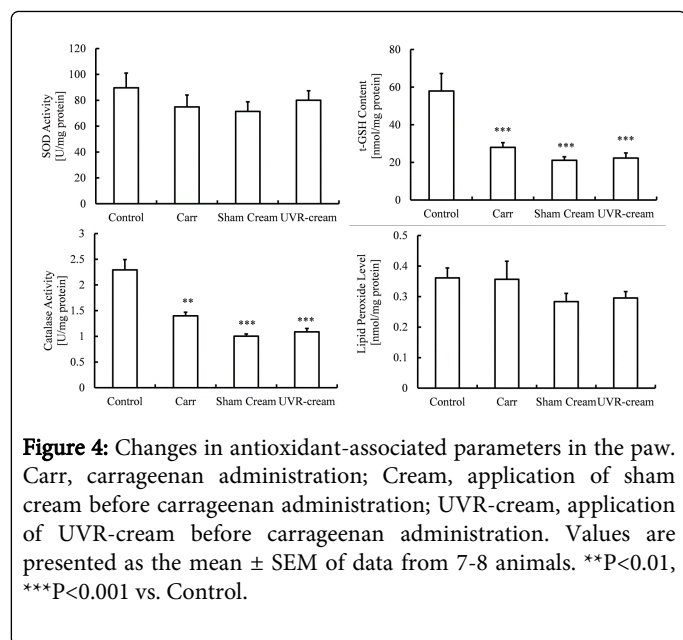 120
100
80
60
40
20
0
SOD Activity
[U/mg protein]
Control Carr Sham Cream UVR-cream
80
60
40
20
0
t-GSH Content
[nmol/mg protein]
***
***
***
Control Carr Sham Cream UVR-cream
3
2.5
2
1.5
1
0.5
0
Catalase Activity
[U/mg protein]
**
***
***
Control Carr Sham Cream UVR-cream
0.5
0.4
0.3
0.2
0.1
0
Lipid Peroxide Level
[nmol/mg protein]
Control Carr Sham Cream UVR-cream
Figure 4: Changes in antioxidant-associated parameters in the paw.
Carr, carrageenan administration; Cream, application of sham
cream before carrageenan administration; UVR-cream, application
of UVR-cream before carrageenan administration. Values are
presented as the mean ± SEM of data from 7-8 animals. **P<0.01,
***P<0.001 vs. Control.